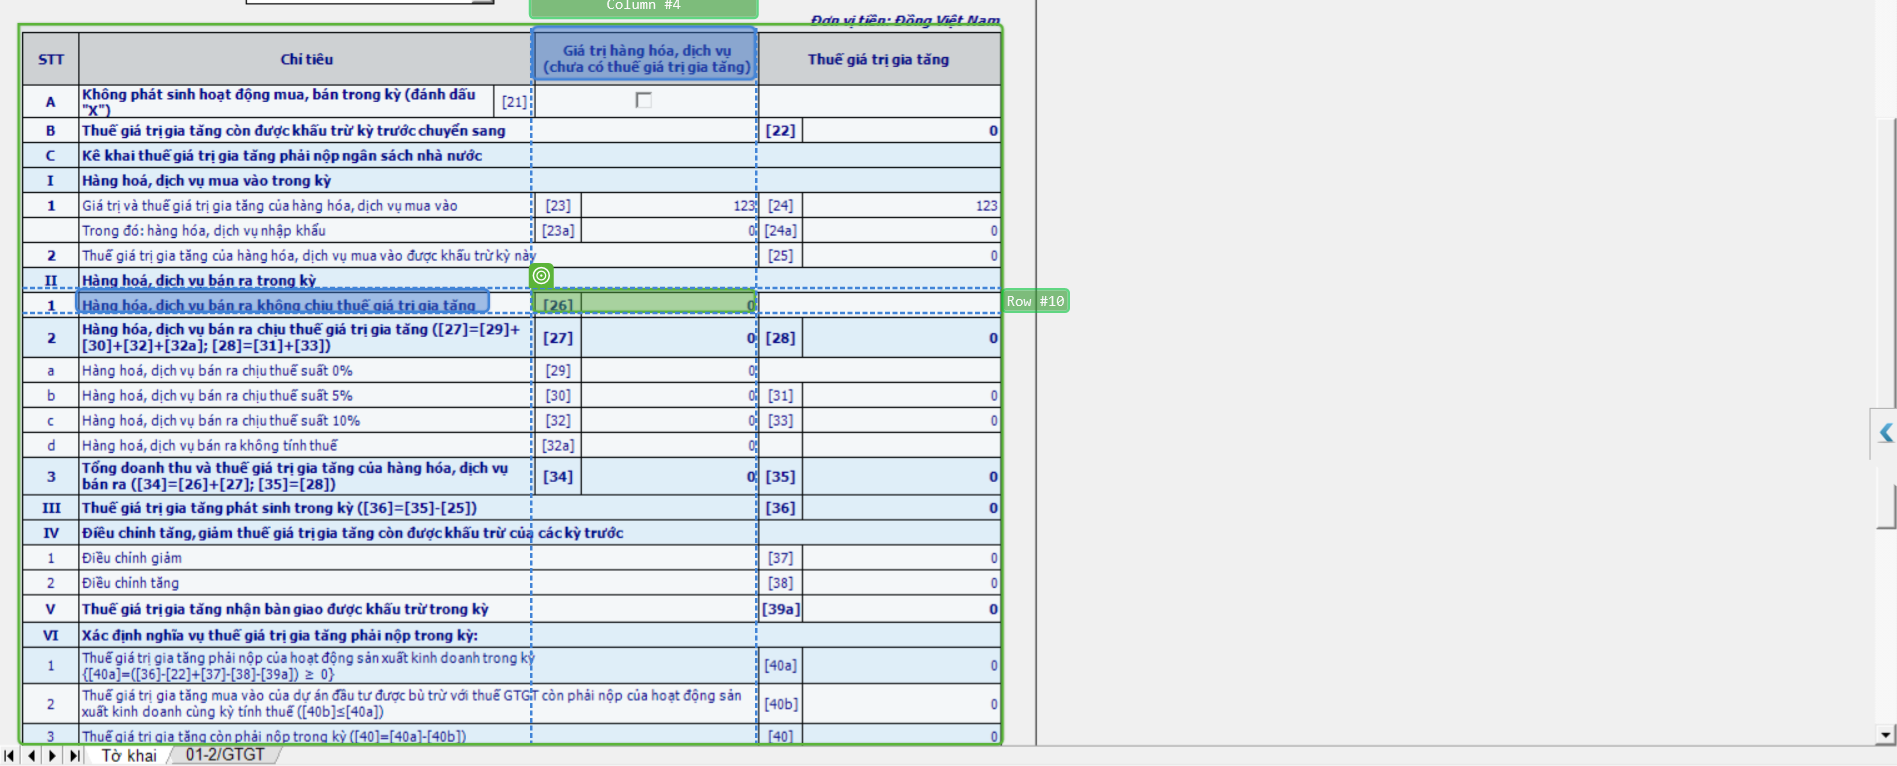 Column #4
Đơn vị tiền: Đồng Việt Nam
STT Chỉ tiêu Giá trị hàng hóa, dịch vụ
(chưa có thuế giá trị gia tăng) Thuế giá trị gia tăng
A Không phát sinh hoạt động mua, bán trong kỳ (đánh dấu
"X") [21]
B Thuế giá trị gia tăng còn được khấu trừ kỳ trước chuyển sang [22] 0
C Kê khai thuế giá trị gia tăng phải nộp ngân sách nhà nước
I Hàng hoá, dịch vụ mua vào trong kỳ
1 Giá trị và thuế giá trị gia tăng của hàng hóa, dịch vụ mua vào [23] 123 [24] 123
Trong đó: hàng hóa, dịch vụ nhập khẩu [23a] 0 [24a] 0
2 Thuế giá trị gia tăng của hàng hóa, dịch vụ mua vào được khấu trừ kỳ này [25] 0
II Hàng hoá, dịch vụ bán ra trong kỳ
1 Hàng hóa, dịch vụ bán ra không chịu thuế giá trị gia tăng [26] 0
Row #10
2 Hàng hóa, dịch vụ bán ra chịu thuế giá trị gia tăng ([27]=[29]+
[30]+[32]+[32a]; [28]=[31]+[33]) [27] 0 [28] 0
a Hàng hoá, dịch vụ bán ra chịu thuế suất 0% [29] 0
b Hàng hoá, dịch vụ bán ra chịu thuế suất 5% [30] 0 [31] 0
c Hàng hoá, dịch vụ bán ra chịu thuế suất 10% [32] 0 [33] 0
d Hàng hoá, dịch vụ bán ra không tính thuế [32a] 0
3 Tổng doanh thu và thuế giá trị gia tăng của hàng hóa, dịch vụ
bán ra ([34]=[26]+[27]; [35]=[28]) [34] 0 [35] 0
III Thuế giá trị gia tăng phát sinh trong kỳ ([36]=[35]-[25]) [36] 0
IV Điều chỉnh tăng, giảm thuế giá trị gia tăng còn được khấu trừ của các kỳ trước
1 Điều chỉnh giảm [37] 0
2 Điều chỉnh tăng [38] 0
V Thuế giá trị gia tăng nhận bàn giao được khấu trừ trong kỳ [39a] 0
VI Xác định nghĩa vụ thuế giá trị gia tăng phải nộp trong kỳ:
1 Thuế giá trị gia tăng phải nộp của hoạt động sản xuất kinh doanh trong kỳ
{[40a]=([36]-[22]+[37]-[38]-[39a]) ≥ 0} [40a] 0
2 Thuế giá trị gia tăng mua vào của dự án đầu tư được bù trừ với thuế GTGT còn phải nộp của hoạt động sản
xuất kinh doanh cùng kỳ tính thuế ([40b]≤[40a]) [40b] 0
3 Thuế giá trị gia tăng còn phải nộp trong kỳ ([40]=[40a]-[40b]) [40] 0
Tờ khai 01-2/GTGT